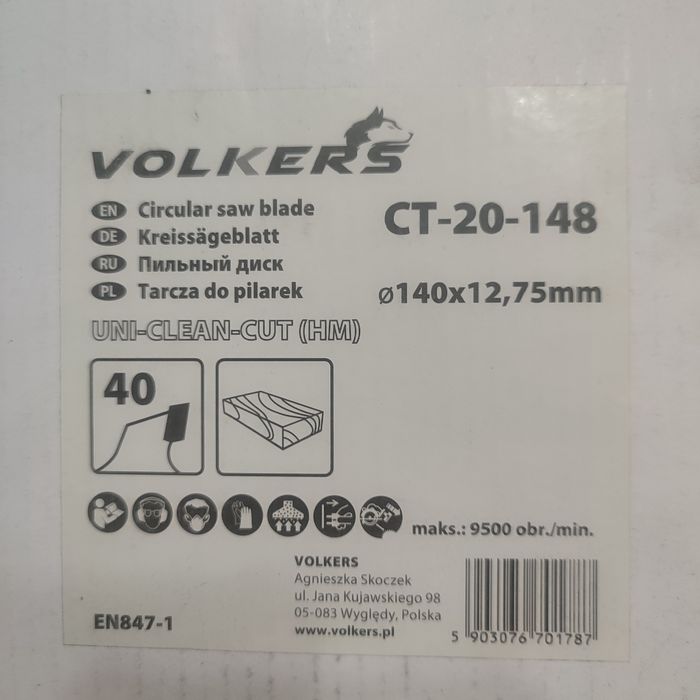 VOLKERS
EN Circular saw blade
DE Kreissägeblatt
RU Пильный диск
PL Tarcza do pilarek
CT-20-148
ø140x12,75mm
UNI-CLEAN-CUT (HM)
40
maks.: 9500 obr./min.
VOLKERS
Agnieszka Skoczek
ul. Jana Kujawskiego 98
05-083 Wyględy, Polska
www.volkers.pl
EN847-1
5 903076 701787